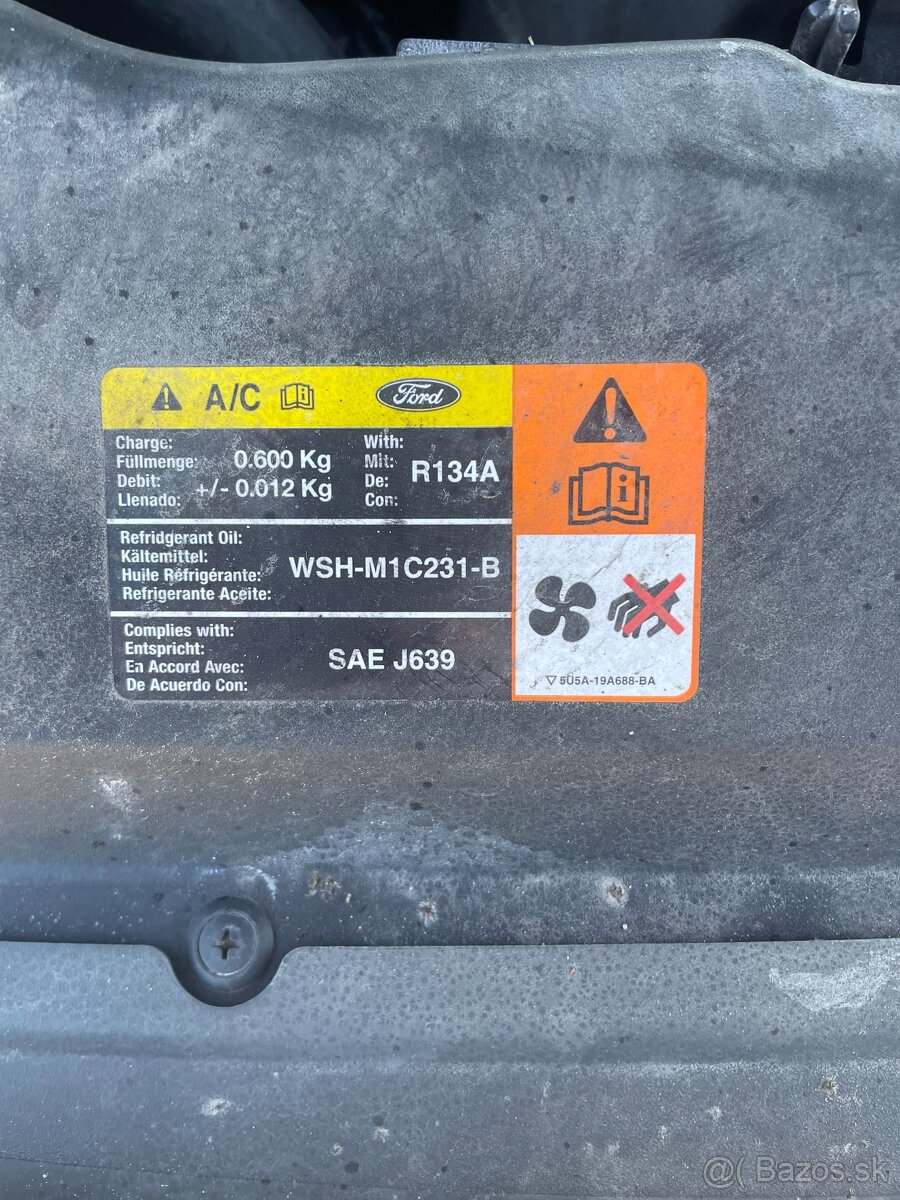 A/C
Ford
Charge:
Füllmenge:
Debit:
Llenado:
0.600 Kg
+/- 0.012 Kg
With:
Mit:
De:
Con:
R134A
Refridgerant Oil:
Kältemittel:
Huile Réfrigérante:
Refrigerante Aceite:
WSH-M1C231-B
Complies with:
Entspricht:
En Accord Avec:
De Acuerdo Con:
SAE J639
5U5A-19A688-BA
@( Bazos.sk